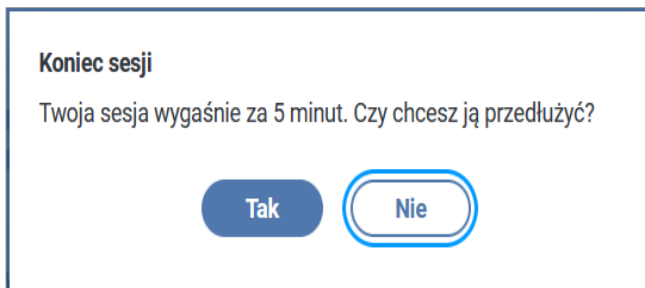 Koniec sesji
Twoja sesja wygaśnie za 5 minut. Czy chcesz ją przedłużyć?
Tak Nie